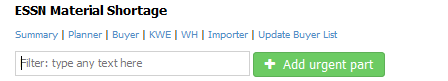 ESSN Material Shortage
Summary | Planner | Buyer | KWE | WH | Importer | Update Buyer List
Filter: type any text here
+ Add urgent part